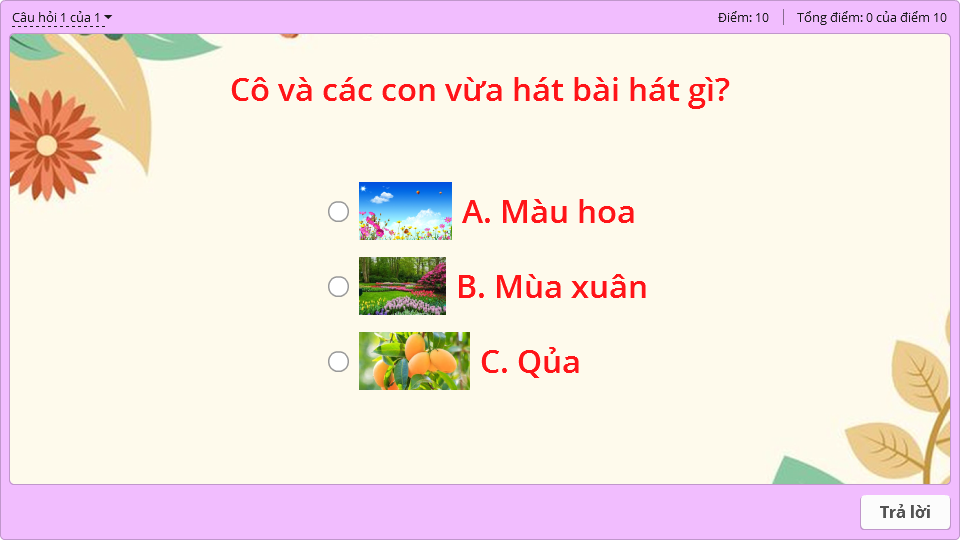 Câu hỏi 1 của 1
Điểm: 10
Tổng điểm: 0 của điểm 10
Cô và các con vừa hát bài hát gì?
A. Màu hoa
B. Mùa xuân
C. Qủa
Trả lời